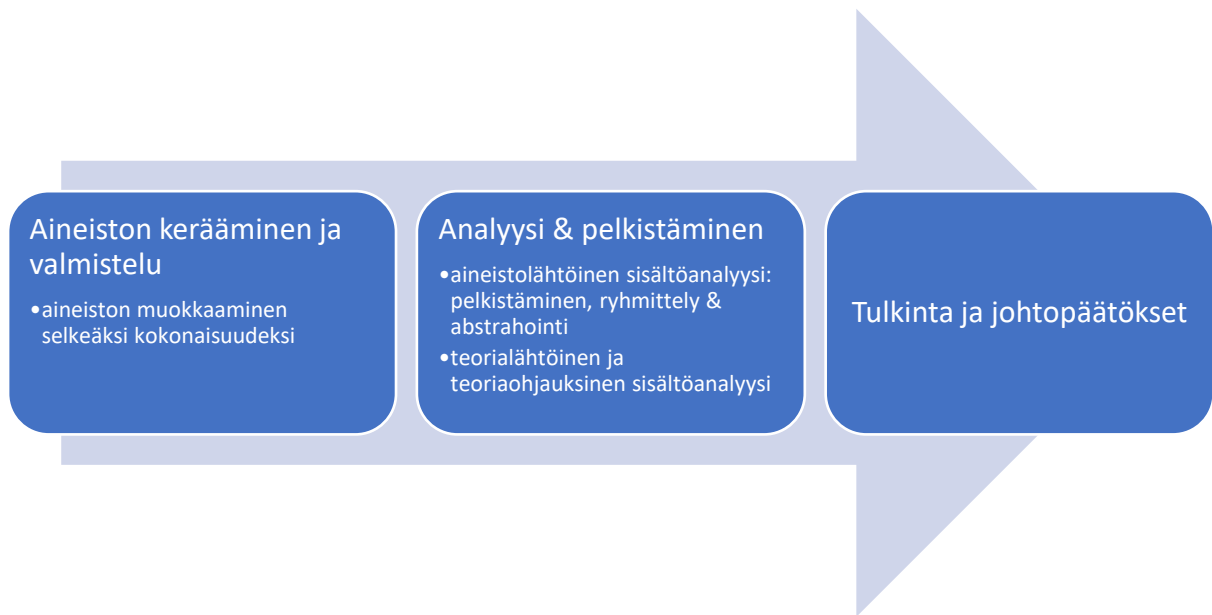 Aineiston kerääminen ja
valmistelu
•aineiston muokkaaminen
selkeäksi kokonaisuudeksi
Analyysi & pelkistäminen
•aineistolähtöinen sisältöanalyysi:
pelkistäminen, ryhmittely &
abstrahointi
•teorialähtöinen ja
teoriaohjauksinen sisältöanalyysi
Tulkinta ja johtopäätökset